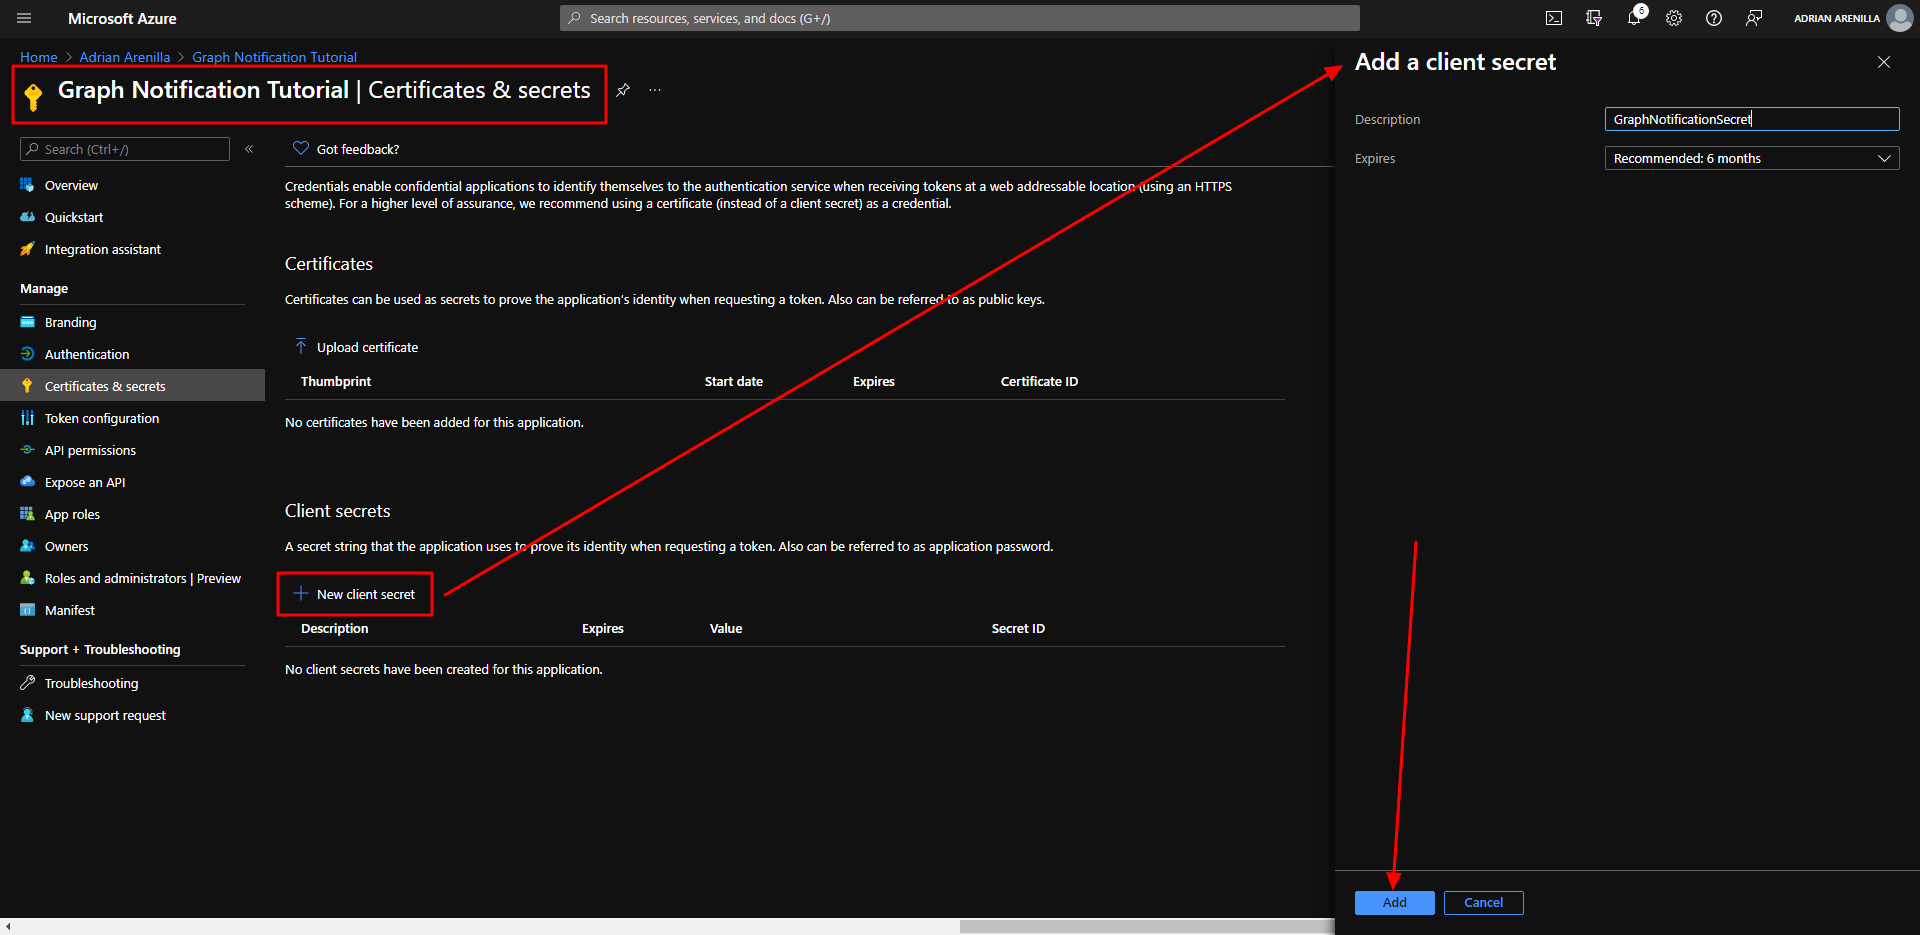 Microsoft Azure
Search resources, services, and docs (G+/)
6
ADRIAN ARENILLA
Home > Adrian Arenilla > Graph Notification Tutorial
Graph Notification Tutorial | Certificates & secrets
...
Search (Ctrl+/)
«
Overview
Quickstart
Integration assistant
Manage
Branding
Authentication
Certificates & secrets
Token configuration
API permissions
Expose an API
App roles
Owners
Roles and administrators | Preview
Manifest
Support + Troubleshooting
Troubleshooting
New support request
Got feedback?
Credentials enable confidential applications to identify themselves to the authentication service when receiving tokens at a web addressable location (using an HTTPS
scheme). For a higher level of assurance, we recommend using a certificate (instead of a client secret) as a credential.
Certificates
Certificates can be used as secrets to prove the application's identity when requesting a token. Also can be referred to as public keys.
Upload certificate
Thumbprint Start date Expires Certificate ID
No certificates have been added for this application.
Client secrets
A secret string that the application uses to prove its identity when requesting a token. Also can be referred to as application password.
New client secret
Description Expires Value Secret ID
No client secrets have been created for this application.
Add a client secret
Description GraphNotificationSecret
Expires Recommended: 6 months
Add Cancel